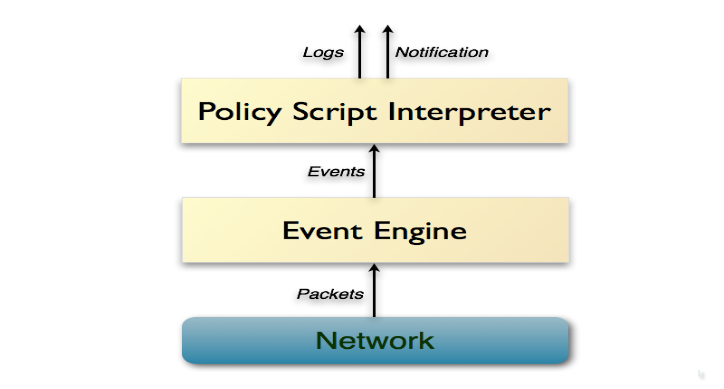 Logs
Notification
Policy Script Interpreter
Events
Event Engine
Packets
Network